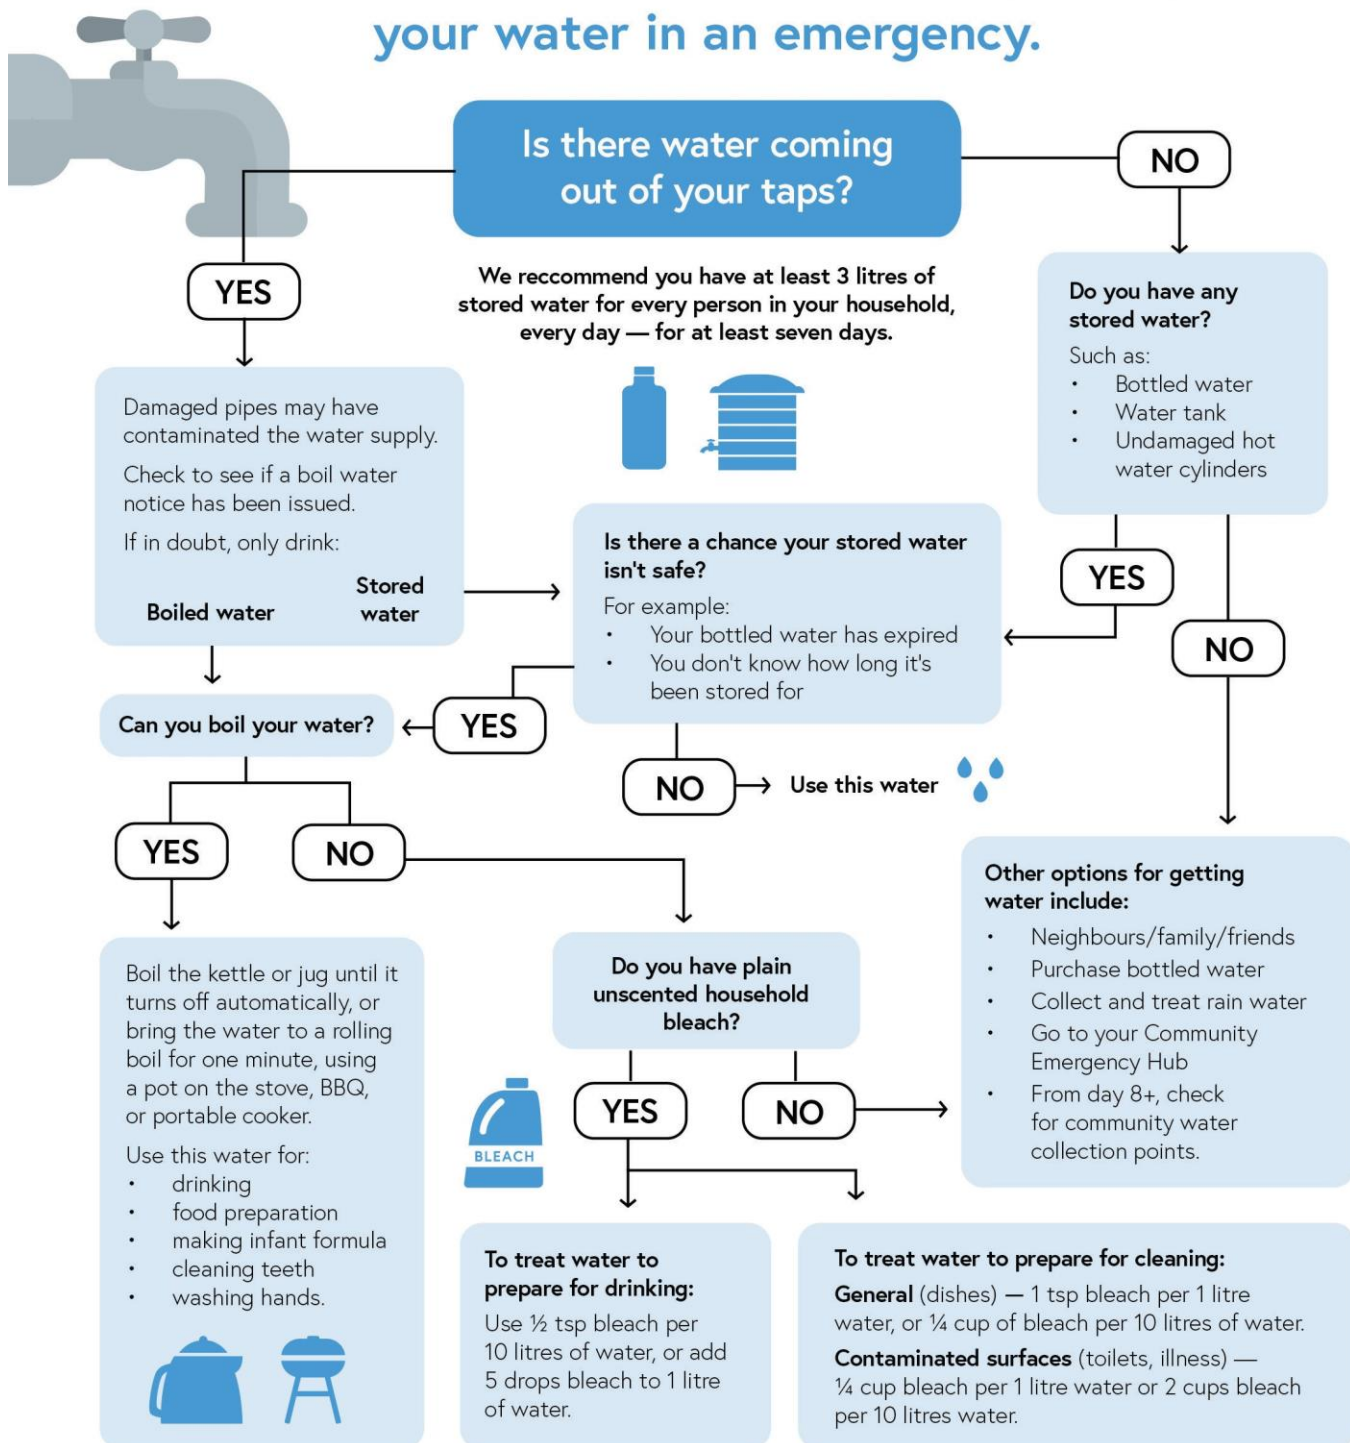 your water in an emergency.
Is there water coming
out of your taps?
NO
YES
We reccommend you have at least 3 litres of
stored water for every person in your household,
every day — for at least seven days.
Do you have any
stored water?
Such as:
• Bottled water
• Water tank
• Undamaged hot
water cylinders
Damaged pipes may have
contaminated the water supply.
Check to see if a boil water
notice has been issued.
If in doubt, only drink:
Boiled water
Stored
water
Is there a chance your stored water
isn't safe?
For example:
• Your bottled water has expired
• You don't know how long it's
been stored for
YES
NO
Can you boil your water?
YES
NO
Use this water
YES
NO
Other options for getting
water include:
• Neighbours/family/friends
• Purchase bottled water
• Collect and treat rain water
• Go to your Community
Emergency Hub
• From day 8+, check
for community water
collection points.
Boil the kettle or jug until it
turns off automatically, or
bring the water to a rolling
boil for one minute, using
a pot on the stove, BBQ,
or portable cooker.
Use this water for:
• drinking
• food preparation
• making infant formula
• cleaning teeth
• washing hands.
Do you have plain
unscented household
bleach?
YES
NO
BLEACH
To treat water to
prepare for drinking:
Use ½ tsp bleach per
10 litres of water, or add
5 drops bleach to 1 litre
of water.
To treat water to prepare for cleaning:
General (dishes) — 1 tsp bleach per 1 litre
water, or ¼ cup of bleach per 10 litres of water.
Contaminated surfaces (toilets, illness) —
¼ cup bleach per 1 litre water or 2 cups bleach
per 10 litres water.